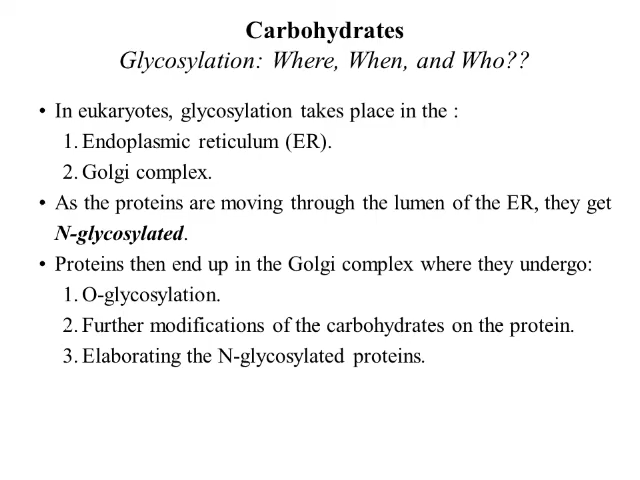 Carbohydrates
Glycosylation: Where, When, and Who??
• In eukaryotes, glycosylation takes place in the :
1. Endoplasmic reticulum (ER).
2. Golgi complex.
• As the proteins are moving through the lumen of the ER, they get
N-glycosylated.
• Proteins then end up in the Golgi complex where they undergo:
1. O-glycosylation.
2. Further modifications of the carbohydrates on the protein.
3. Elaborating the N-glycosylated proteins.